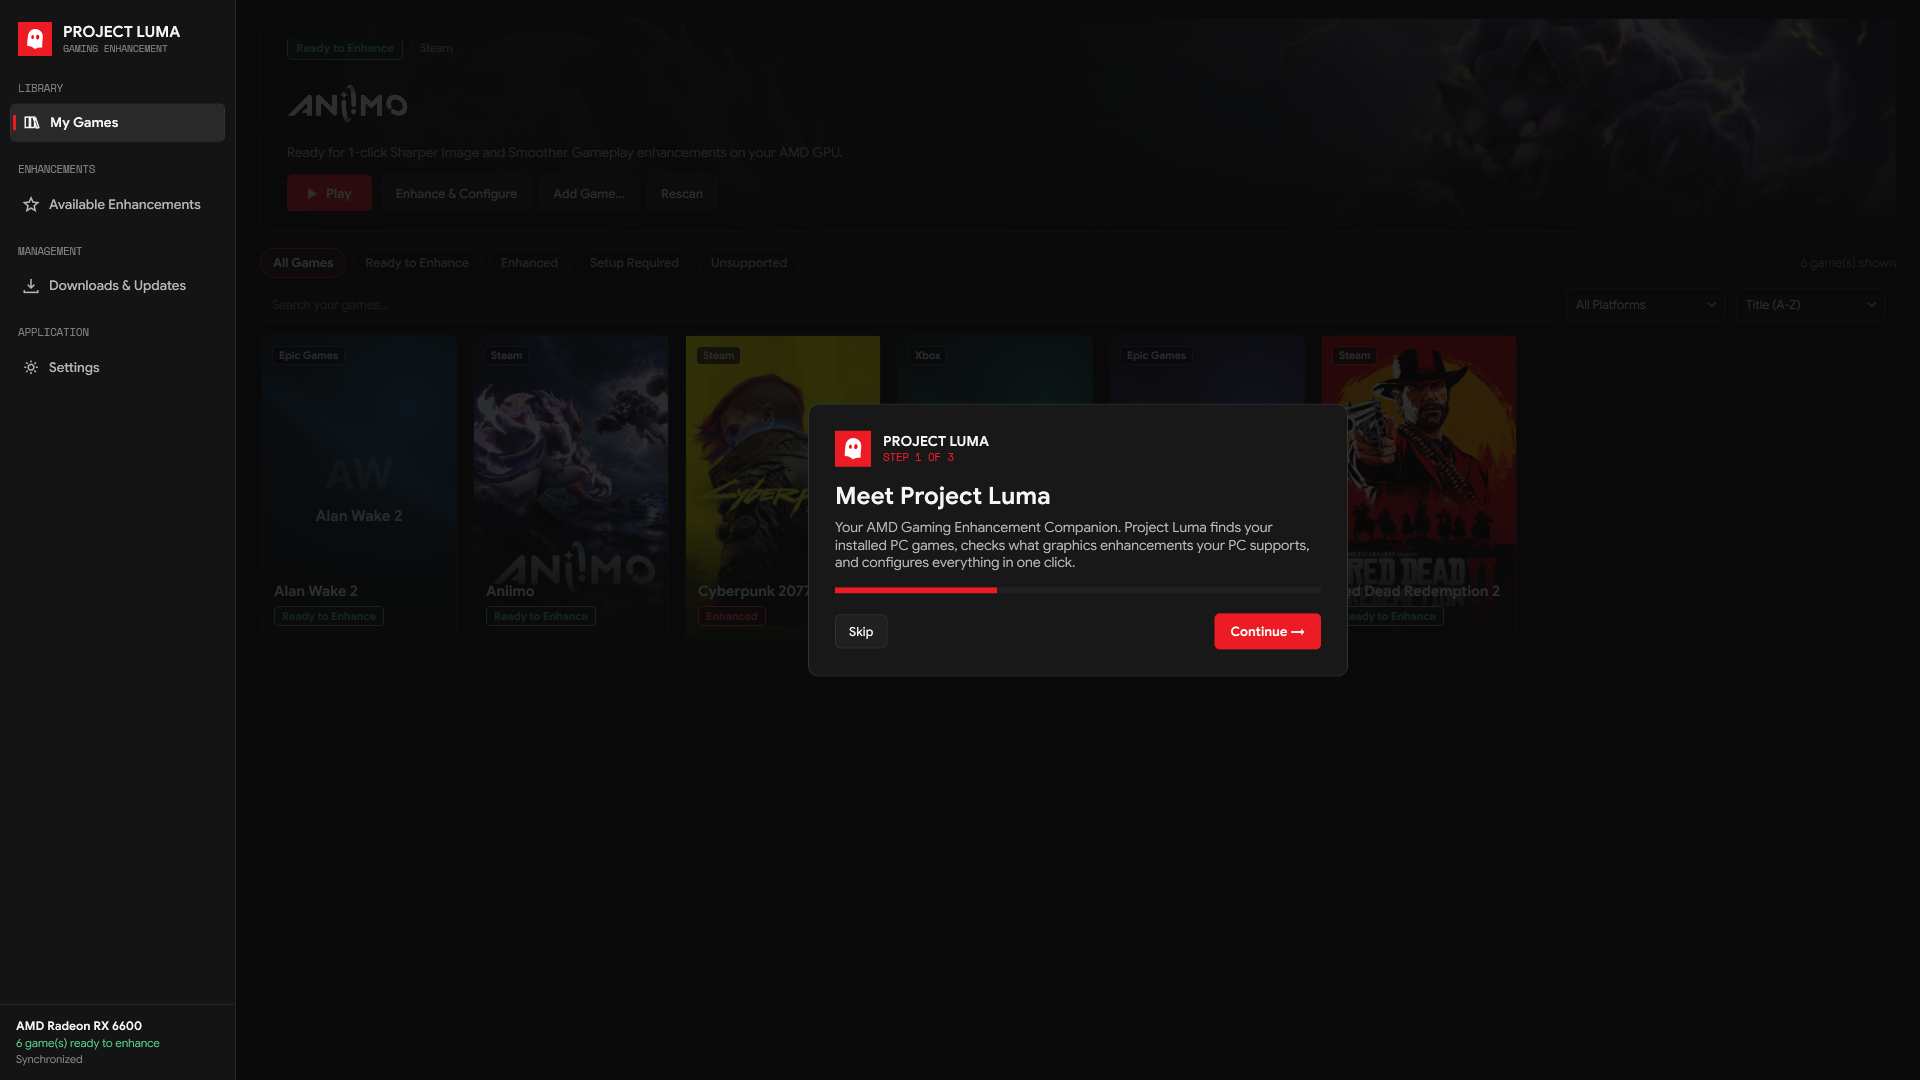 PROJECT LUMA
GAMING ENHANCEMENT
LIBRARY
My Games
ENHANCEMENTS
Available Enhancements
MANAGEMENT
Downloads & Updates
APPLICATION
Settings
AMD Radeon RX 6600
6 game(s) ready to enhance
Synchronized
Ready to Enhance
Steam
ANIIMO
Ready for 1-click Sharper Image and Smoother Gameplay enhancements on your AMD GPU.
Play
Enhance & Configure
Add Game...
Rescan
All Games
Ready to Enhance
Enhanced
Setup Required
Unsupported
6 game(s) shown
Search your games...
All Platforms
Title (A-Z)
Epic Games
AW
Alan Wake 2
Alan Wake 2
Ready to Enhance
Steam
ANIIMO
Aniimo
Ready to Enhance
Steam
CYBERP
Cyberpunk 2077
Enhanced
Xbox
Epic Games
Steam
RED DEAD II
ed Dead Redemption 2
eady to Enhance
PROJECT LUMA
STEP 1 OF 3
Meet Project Luma
Your AMD Gaming Enhancement Companion. Project Luma finds your
installed PC games, checks what graphics enhancements your PC supports,
and configures everything in one click.
Skip
Continue →